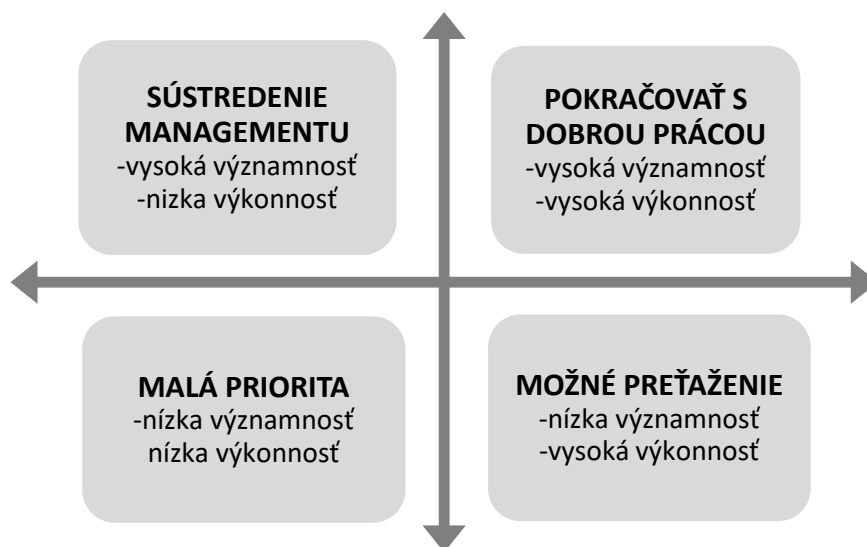 SÚSTREDENIE
MANAGEMENTU
-vysoká významnosť
-nizka výkonnosť
POKRAČOVAŤ S
DOBROU PRÁCOU
-vysoká významnosť
-vysoká výkonnosť
MALÁ PRIORITA
-nízka významnosť
nízka výkonnosť
MOŽNÉ PREŤAŽENIE
-nízka významnosť
-vysoká výkonnosť